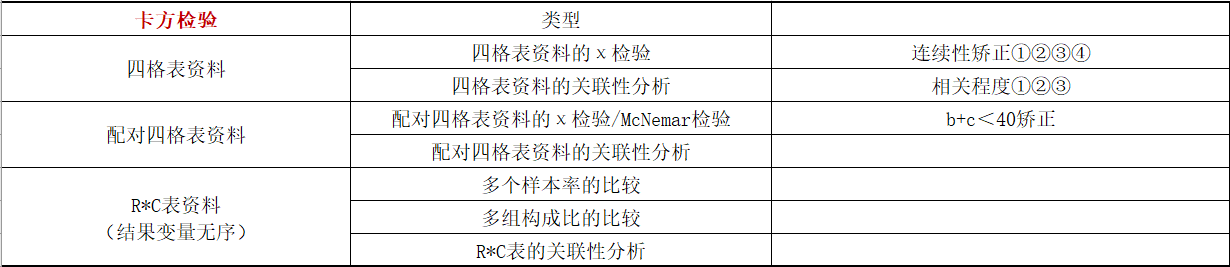 卡方检验 类型
四格表资料 四格表资料的x检验 连续性矫正①②③④
四格表资料的关联性分析 相关程度①②③
配对四格表资料 配对四格表资料的x检验/McNemar检验 b+c＜40矫正
配对四格表资料的关联性分析
R*C表资料
（结果变量无序）
多个样本率的比较
多组构成比的比较
R*C表的关联性分析